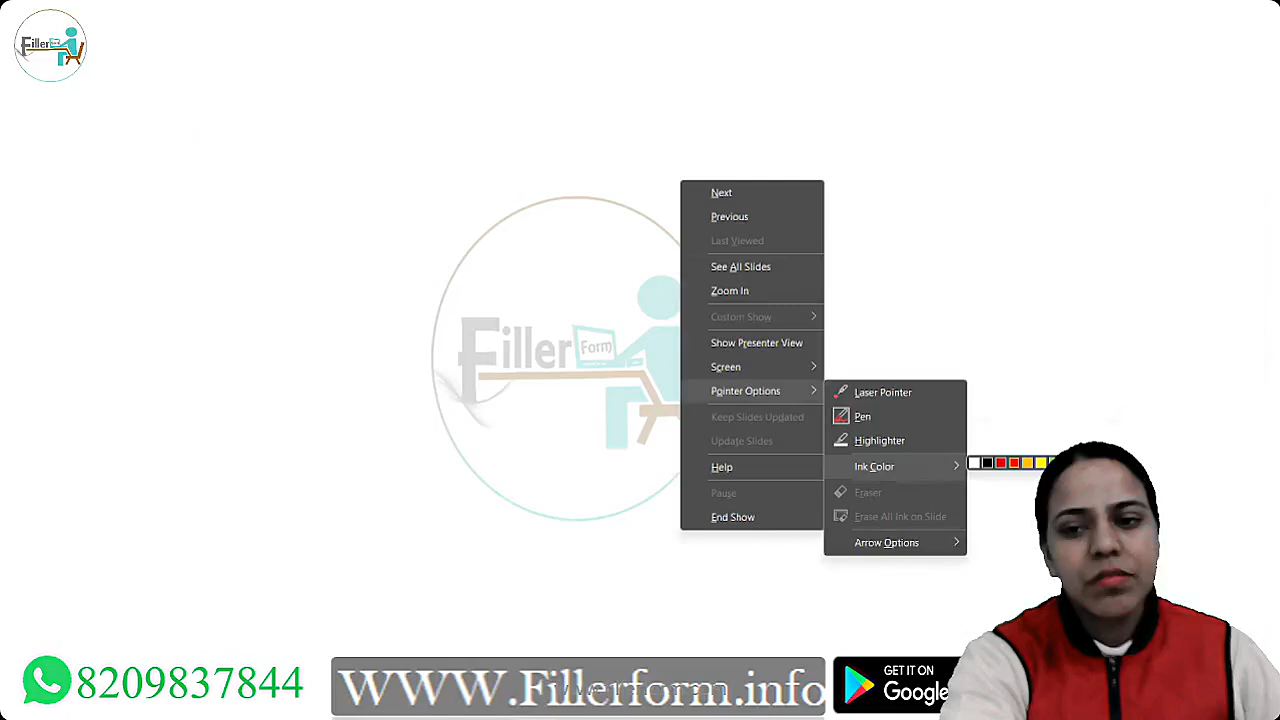 Filler Form
Next
Previous
Last Viewed
See All Slides
Zoom In
Custom Show
Show Presenter View
Screen
Pointer Options
Keep Slides Updated
Update Slides
Help
Pause
End Show
Laser Pointer
Pen
Highlighter
Ink Color
Eraser
Erase All Ink on Slide
Arrow Options
Filler Form
8209837844
WWW.Fillerform.info
GET IT ON
Google